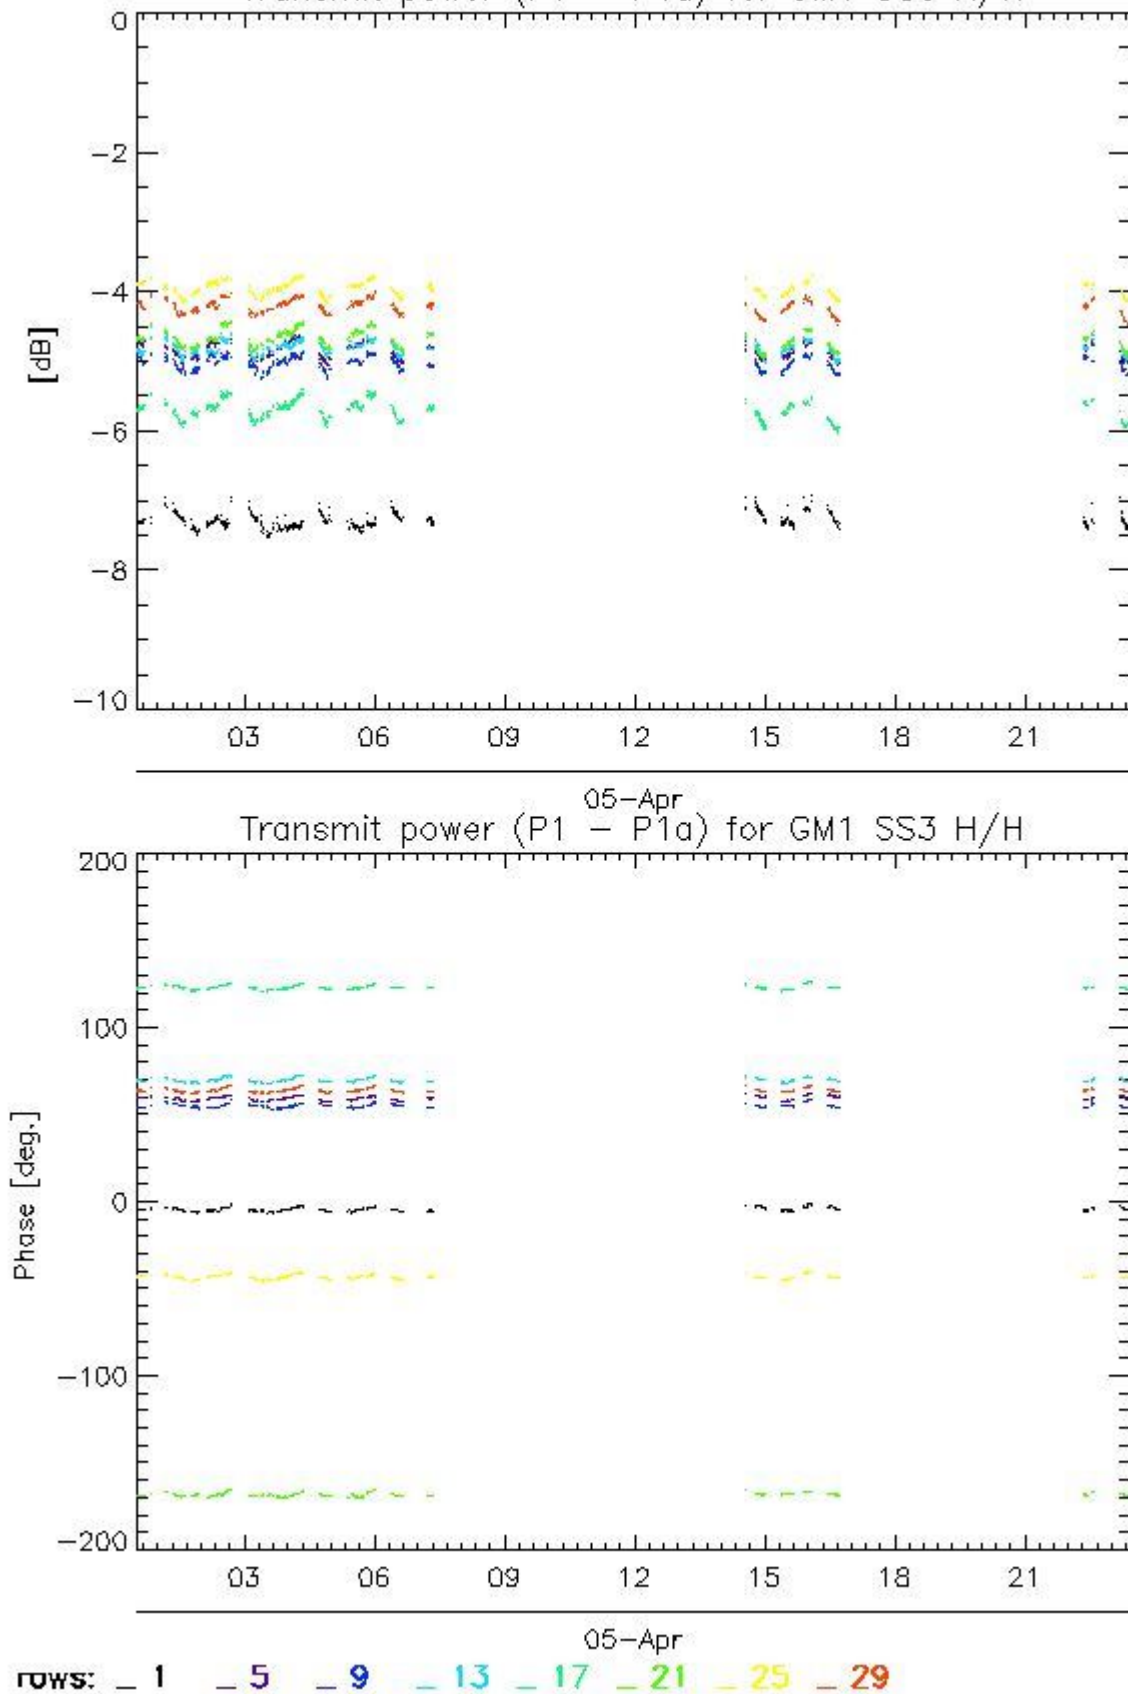 0
−2
−4
[dB]
−6
−8
−10
03 06 09 12 15 18 21
05-Apr
Transmit power (P1 − P1a) for GM1 SS3 H/H
200
100
Phase [deg.]
0
−100
−200
03 06 09 12 15 18 21
05-Apr
rows: _ 1 _ 5 _ 9 _ 13 _ 17 _ 21 _ 25 _ 29